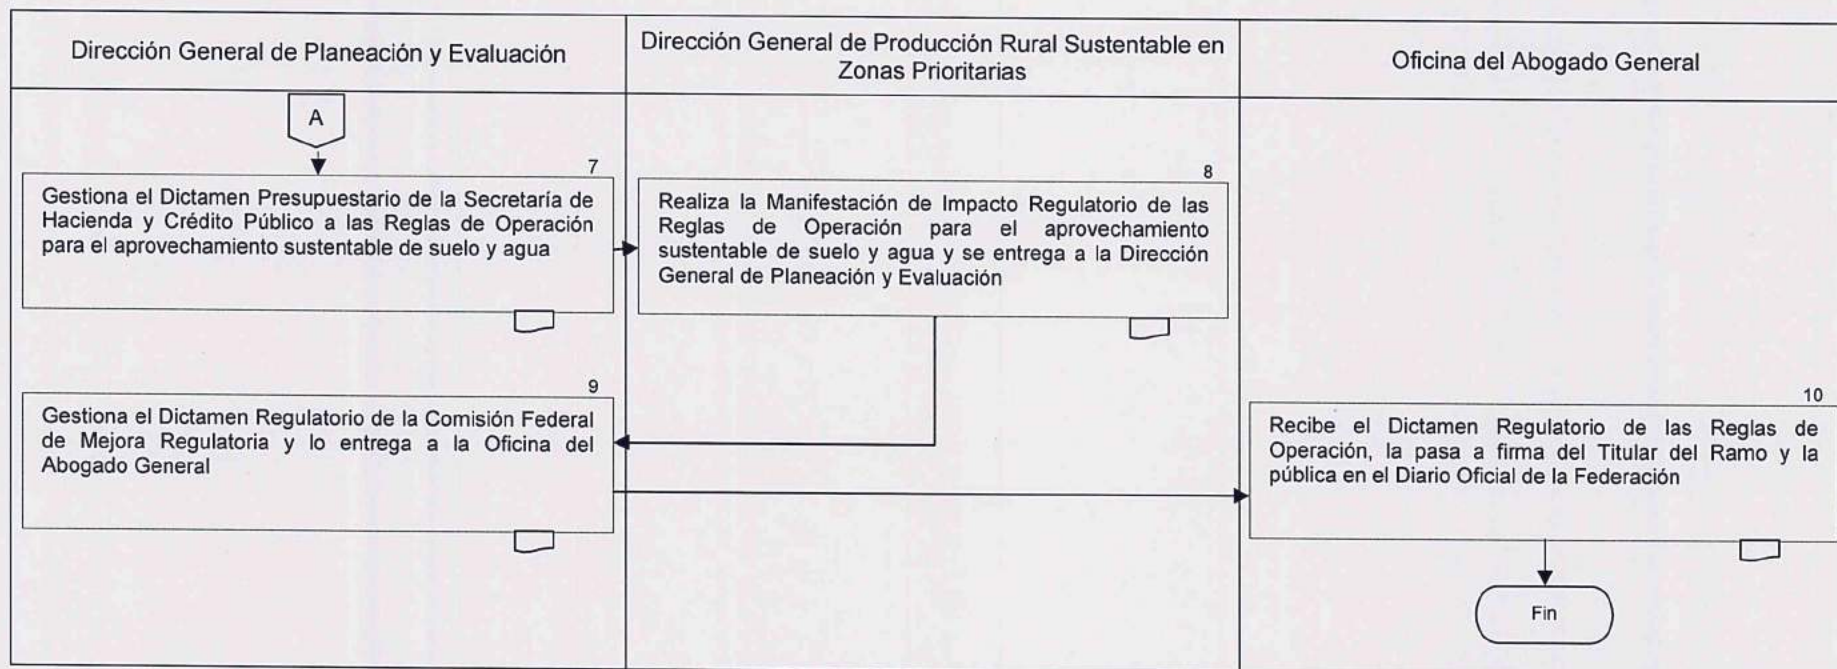 Dirección General de Planeación y Evaluación
Dirección General de Producción Rural Sustentable en
Zonas Prioritarias
Oficina del Abogado General
A
7
Gestiona el Dictamen Presupuestario de la Secretaría de
Hacienda y Crédito Público a las Reglas de Operación
para el aprovechamiento sustentable de suelo y agua
8
Realiza la Manifestación de Impacto Regulatorio de las
Reglas de Operación para el aprovechamiento
sustentable de suelo y agua y se entrega a la Dirección
General de Planeación y Evaluación
9
Gestiona el Dictamen Regulatorio de la Comisión Federal
de Mejora Regulatoria y lo entrega a la Oficina del
Abogado General
10
Recibe el Dictamen Regulatorio de las Reglas de
Operación, la pasa a firma del Titular del Ramo y la
pública en el Diario Oficial de la Federación
Fin